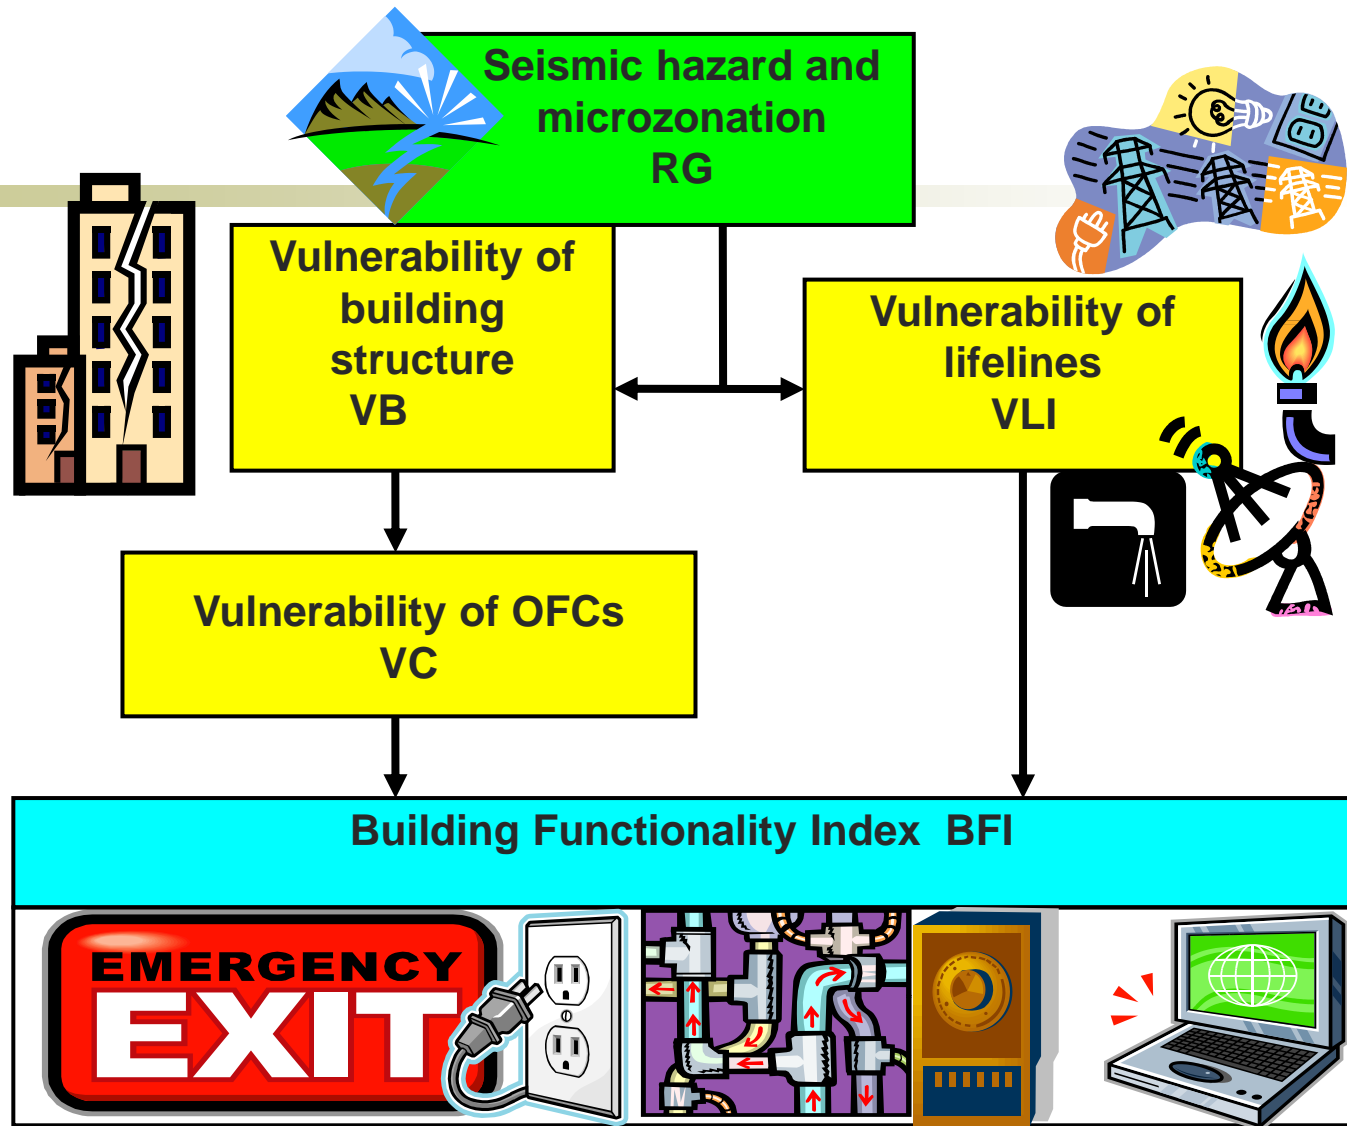 Seismic hazard and
microzonation
RG
Vulnerability of
building
structure
VB
Vulnerability of
lifelines
VLI
Vulnerability of OFCs
VC
Building Functionality Index BFI
EMERGENCY
EXIT